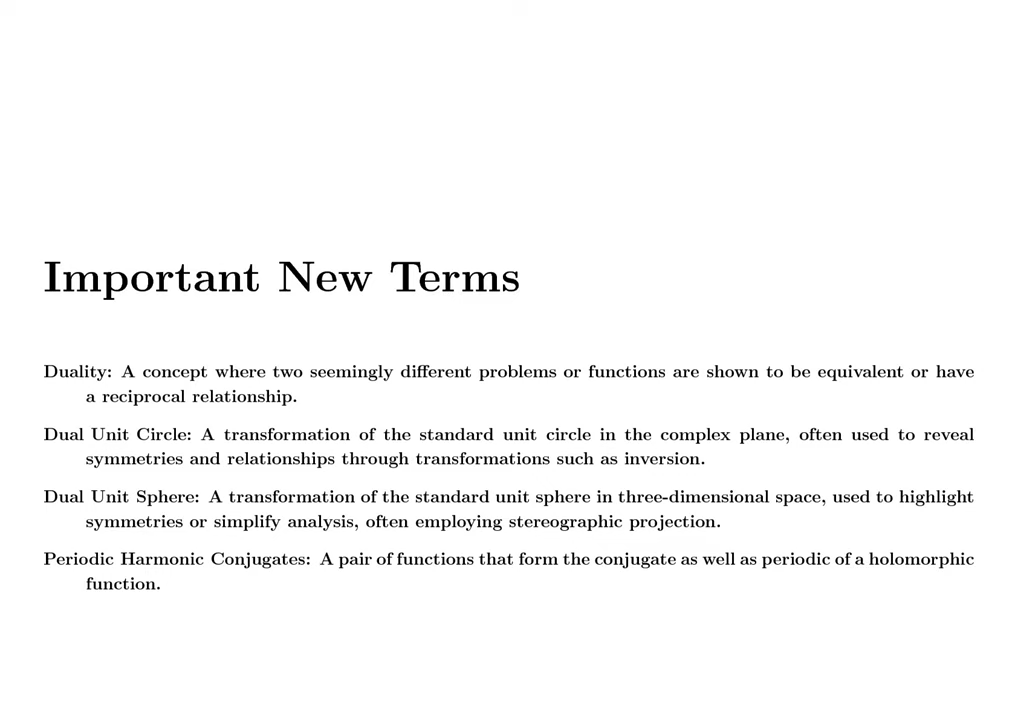 Important New Terms
Duality: A concept where two seemingly different problems or functions are shown to be equivalent or have
a reciprocal relationship.
Dual Unit Circle: A transformation of the standard unit circle in the complex plane, often used to reveal
symmetries and relationships through transformations such as inversion.
Dual Unit Sphere: A transformation of the standard unit sphere in three-dimensional space, used to highlight
symmetries or simplify analysis, often employing stereographic projection.
Periodic Harmonic Conjugates: A pair of functions that form the conjugate as well as periodic of a holomorphic
function.